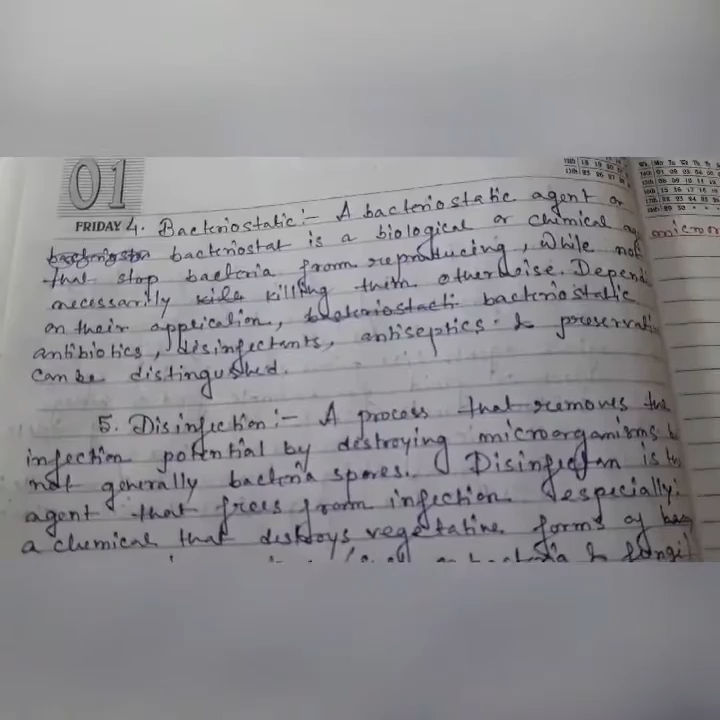 01
FRIDAY 4. Bacteriostatic :- A bacteriostatic agent or
bacteriostat is a biological or chemical
that stop bacteria from reproducing, while not
necessarily killing them otherwise. Depend
on their application, bacteriostatic
antibiotics, disinfectants, antiseptics & preservati
can be distinguished.
5. Disinfection :- A process that removes the
infection potential by destroying microorganisms b
not generally bacteria spores. Disinfectan is
agent that frees from infection especially
a chemical that destroys vegetative forms of
& fungi
micror